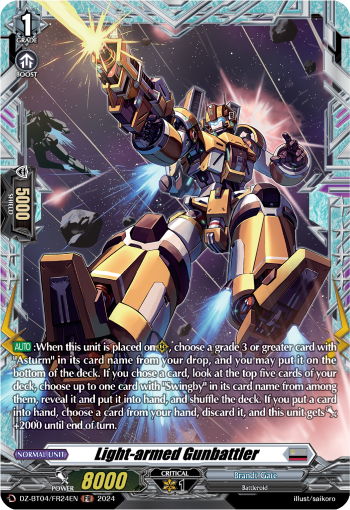 1
GRADE
BOOST
5000
SHIELD
AUTO :When this unit is placed on , choose a grade 3 or greater card with
"Asturm" in its card name from your drop, and you may put it on the
bottom of the deck. If you chose a card, look at the top five cards of your
deck, choose up to one card with "Swingby" in its card name from among
them, reveal it and put it into hand, and shuffle the deck. If you put a card
into hand, choose a card from your hand, discard it, and this unit gets
+2000 until end of turn.
NORMAL UNIT
Light-armed Gunbattler
POWER 8000
CRITICAL
1
Brandt Gate
Battleroid
DZ-BT04/FR24EN FR 2024
illust/saikoro